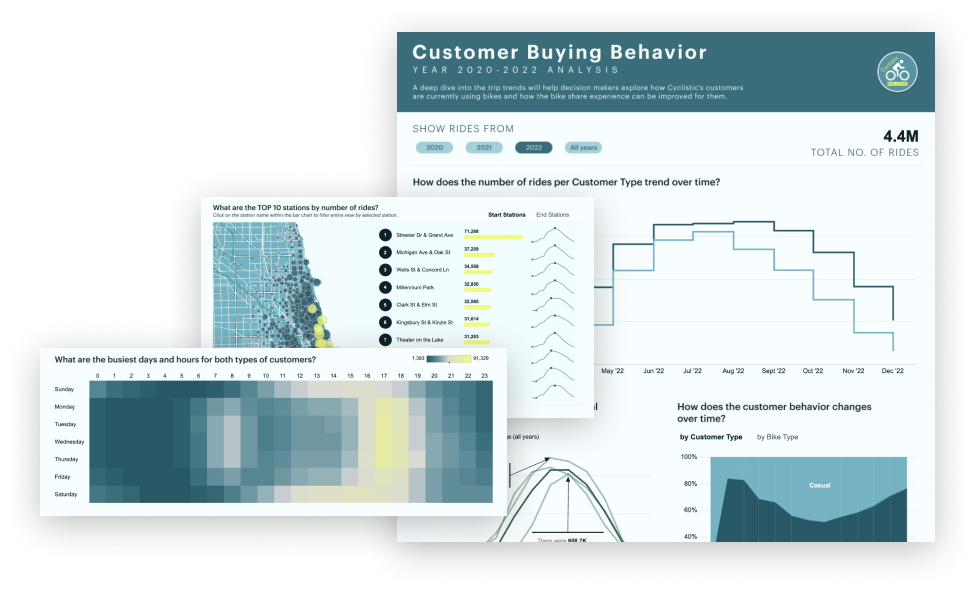 Customer Buying Behavior
YEAR 2020-2022 ANALYSIS
A deep dive into the trip trends will help decision makers explore how Cyclistic's customers
are currently using bikes and how the bike share experience can be improved for them.
SHOW RIDES FROM
2020 2021 2022 All years
4.4M
TOTAL NO. OF RIDES
How does the number of rides per Customer Type trend over time?
May '22 Jun '22 Jul '22 Aug '22 Sept '22 Oct '22 Nov '22 Dec '22
What are the TOP 10 stations by number of rides?
Click on the station name within the bar chart to filter entire view by selected station.
Start Stations End Stations
1 Streeter Dr & Grand Ave 71,268
2 Michigan Ave & Oak St 37,209
3 Wells St & Concord Ln
4 Millennium Park 32,850
5 Clark St & Elm St 32,560
6 Kingsbury St & Kinzie St 31,614
7 Theater on the Lake 31,283
What are the busiest days and hours for both types of customers?
1,383 91,329
0 1 2 3 4 5 6 7 8 9 10 11 12 13 14 15 16 17 18 19 20 21 22 23
Sunday
Monday
Tuesday
Wednesday
Thursday
Friday
Saturday
(all years)
There were 608.7K
How does the customer behavior changes
over time?
by Customer Type by Bike Type
100%
80%
60%
40%
Casual